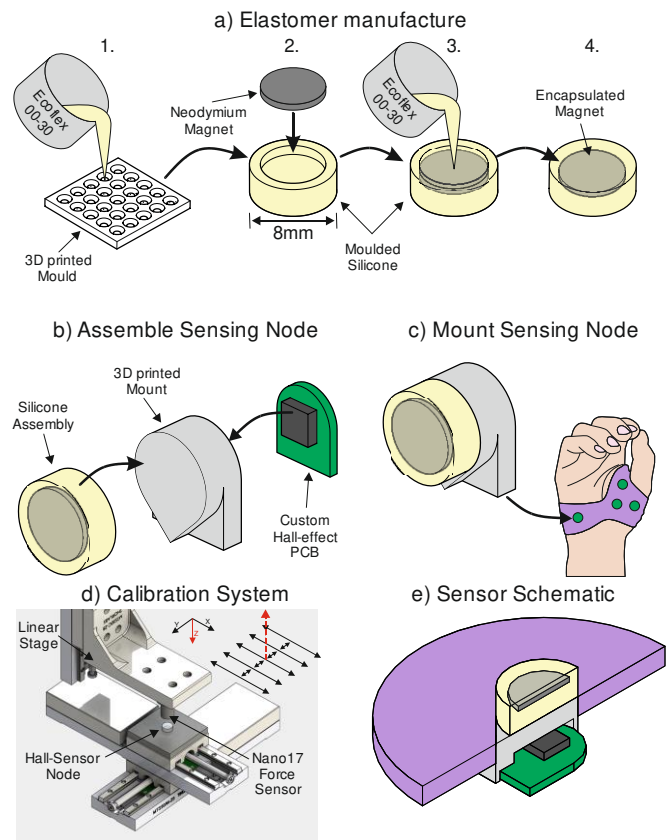 a) Elastomer manufacture
1.
2.
3.
4.
Ecoflex
00-30
Neodymium
Magnet
Ecoflex
00-30
Encapsulated
Magnet
3D printed
Mould
8mm
Moulded
Silicone
b) Assemble Sensing Node
c) Mount Sensing Node
3D printed
Mount
Silicone
Assembly
Custom
Hall-effect
PCB
d) Calibration System
e) Sensor Schematic
Linear
Stage
Y
X
Z
Hall-Sensor
Node
Nano17
Force
Sensor